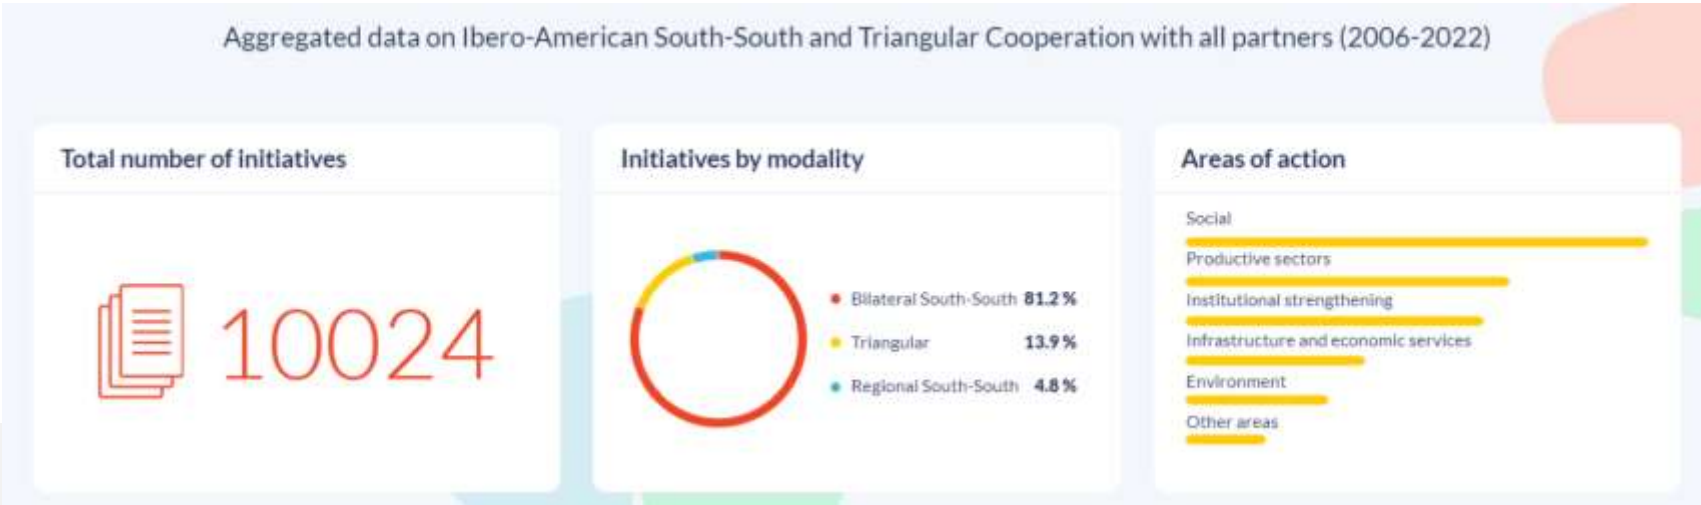 Aggregated data on Ibero-American South-South and Triangular Cooperation with all partners (2006-2022)
Total number of initiatives
10024
Initiatives by modality
Bilateral South-South 81.2%
Triangular 13.9%
Regional South-South 4.8%
Areas of action
Social
Productive sectors
Institutional strengthening
Infrastructure and economic services
Environment
Other areas